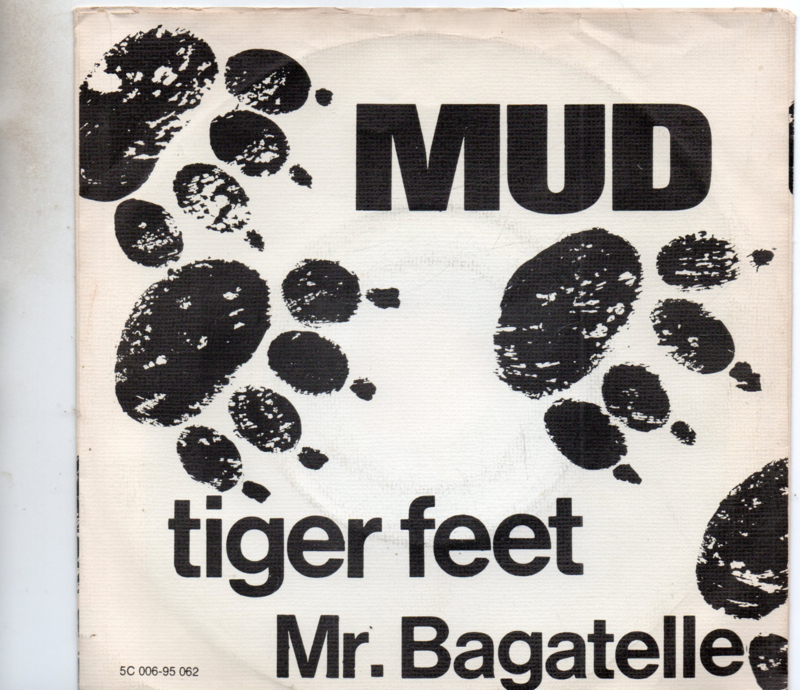 MUD
tiger feet
Mr. Bagatelle
5C 006-95 062